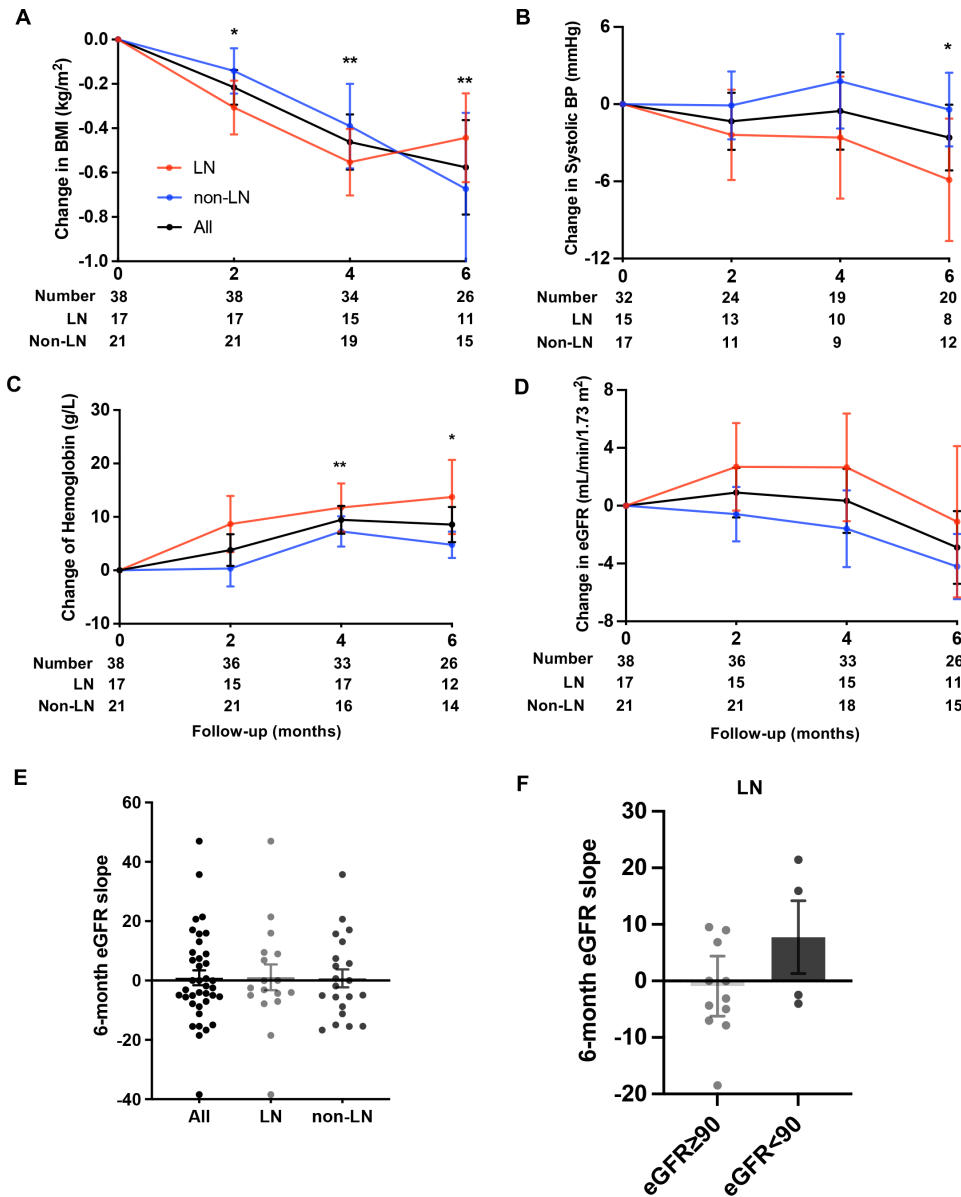 A
Change in BMI (kg/m²)
0.0
-0.2
-0.4
-0.6
-0.8
-1.0
*
**
**
LN
non-LN
All
0 2 4 6
Number 38 38 34 26
LN 17 17 15 11
Non-LN 21 21 19 15
B
Change in Systolic BP (mmHg)
6
0
-6
-12
*
0 2 4 6
Number 32 24 19 20
LN 15 13 10 8
Non-LN 17 11 9 12
C
Change of Hemoglobin (g/L)
30
20
10
0
-10
**
*
0 2 4 6
Number 38 36 33 26
LN 17 15 17 12
Non-LN 21 21 16 14
Follow-up (months)
D
Change in eGFR (mL/min/1.73 m²)
8
4
0
-4
-8
0 2 4 6
Number 38 36 33 26
LN 17 15 15 11
Non-LN 21 21 18 15
Follow-up (months)
E
6-month eGFR slope
60
40
20
0
-20
-40
All LN non-LN
F
LN
6-month eGFR slope
30
20
10
0
-10
-20
eGFR≥90 eGFR<90